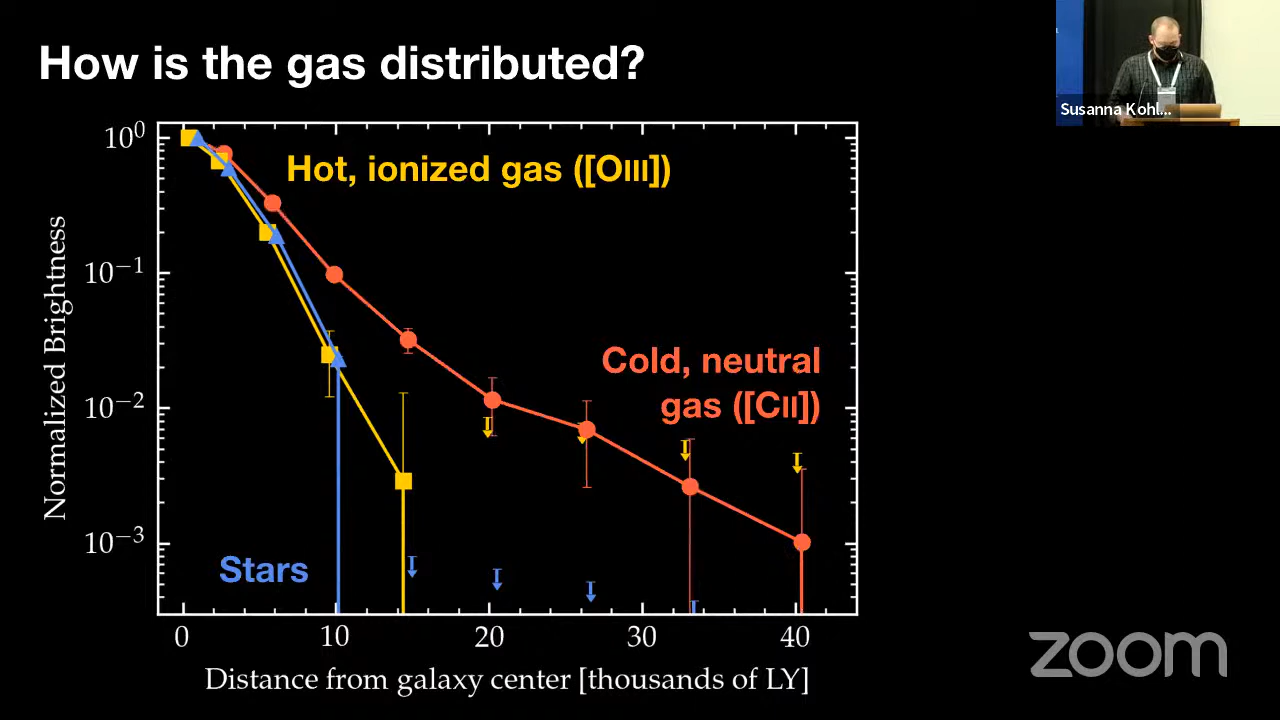 How is the gas distributed?
Susanna Kohl...
10⁰
10⁻¹
10⁻²
10⁻³
Normalized Brightness
Hot, ionized gas ([OIII])
Cold, neutral
gas ([CII])
Stars
0 10 20 30 40
Distance from galaxy center [thousands of LY]
zoom